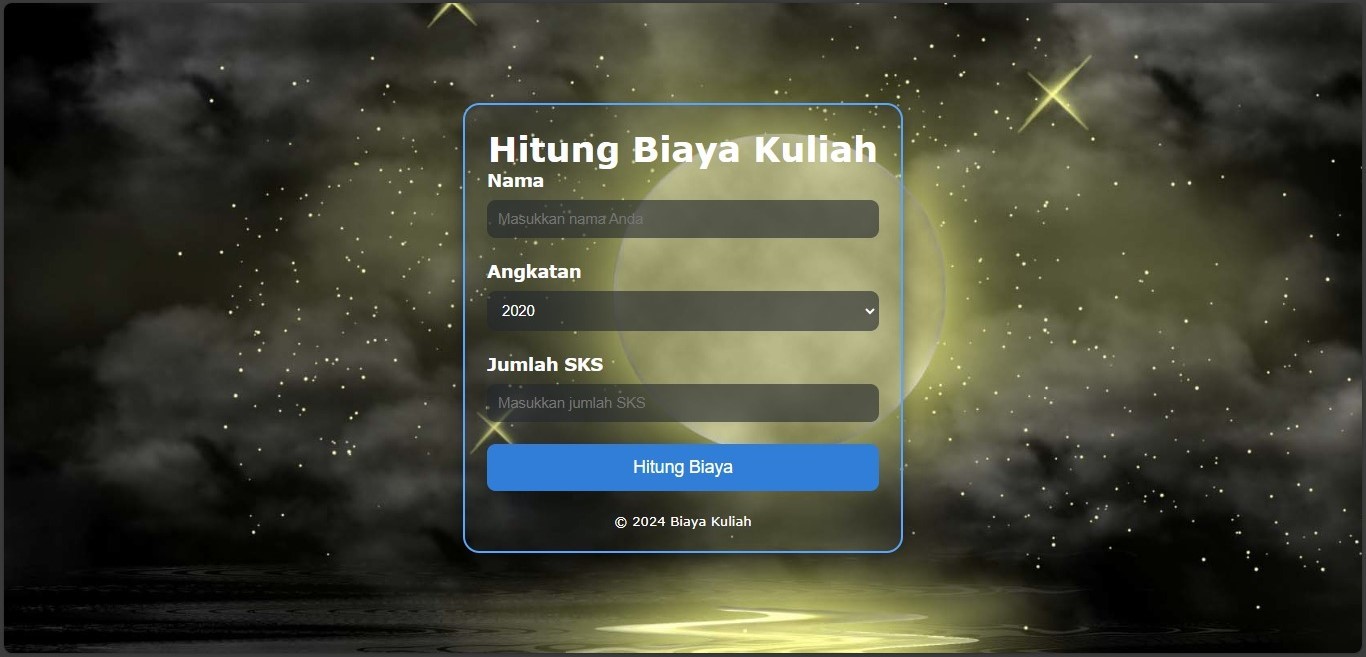 Hitung Biaya Kuliah
Nama
Masukkan nama Anda
Angkatan
2020
Jumlah SKS
Masukkan jumlah SKS
Hitung Biaya
© 2024 Biaya Kuliah